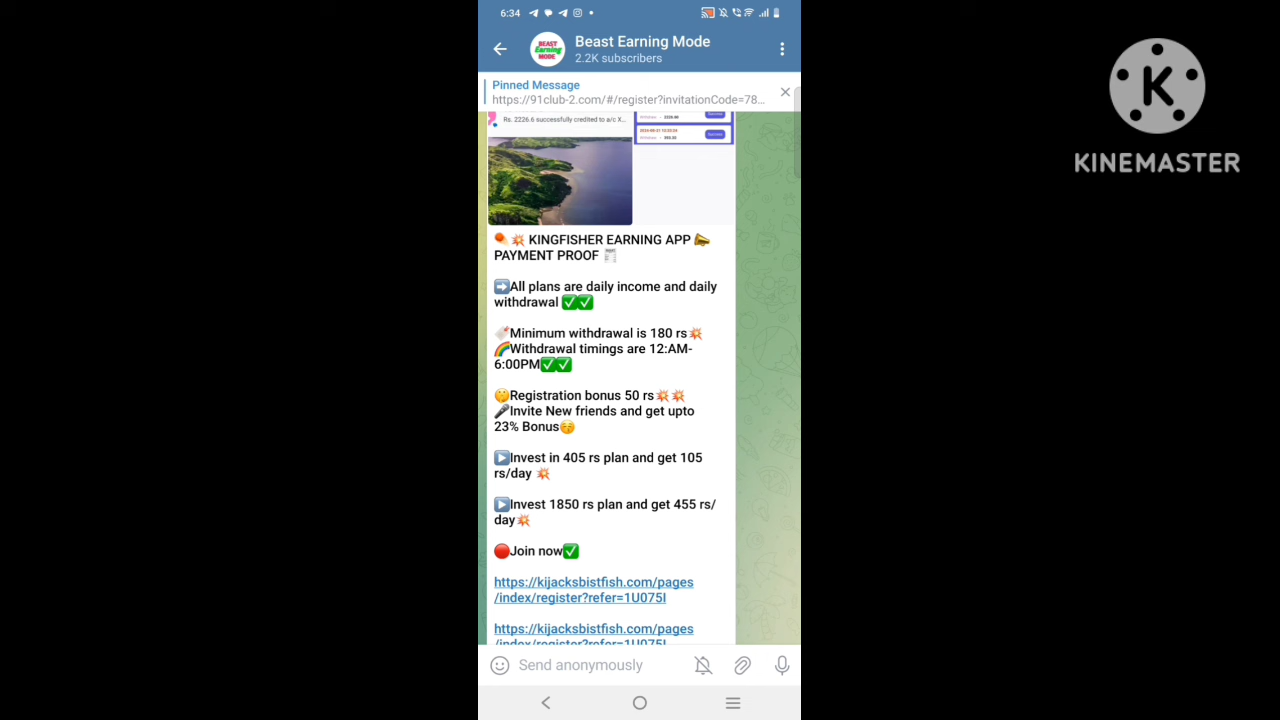 6:34
Beast Earning Mode
2.2K subscribers
BEAST
Earning
MODE
Pinned Message
https://91club-2.com/#/register?invitationCode=78...
Rs. 2226.6 successfully credited to a/c X...
KINGFISHER EARNING APP
PAYMENT PROOF
All plans are daily income and daily
withdrawal
Minimum withdrawal is 180 rs
Withdrawal timings are 12:AM-
6:00PM
Registration bonus 50 rs
Invite New friends and get upto
23% Bonus
Invest in 405 rs plan and get 105
rs/day
Invest 1850 rs plan and get 455 rs/
day
Join now
https://kijacksbistfish.com/pages
/index/register?refer=1U075I
https://kijacksbistfish.com/pages
/index/register?refer=1U075I
Send anonymously
K
KINEMASTER